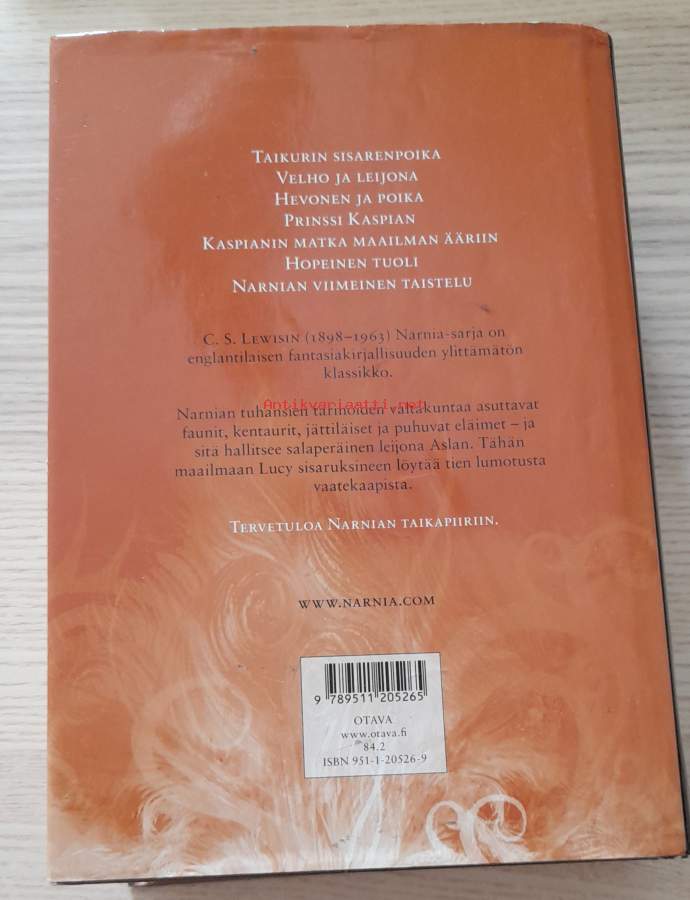 TAIKURIN SISARENPOIKA
VELHO JA LEIJONA
HEVONEN JA POIKA
PRINSSI KASPIAN
KASPIANIN MATKA MAAILMAN ÄÄRIIN
HOPEINEN TUOLI
NARNIAN VIIMEINEN TAISTELU
C. S. LEWISIN (1898–1963) Narnia-sarja on
englantilaisen fantasiakirjallisuuden ylittämätön
klassikko.
Antikvariaatti.net
Narnian tuhansien tarinoiden valtakuntaa asuttavat
faunit, kentaurit, jättiläiset ja puhuvat eläimet – ja
sitä hallitsee salaperäinen leijona Aslan. Tähän
maailmaan Lucy sisaruksineen löytää tien lumotusta
vaatekaapista.
TERVETULOA NARNIAN TAIKAPIIRIIN.
WWW.NARNIA.COM
9 789511 205265
OTAVA
www.otava.fi
84.2
ISBN 951-1-20526-9